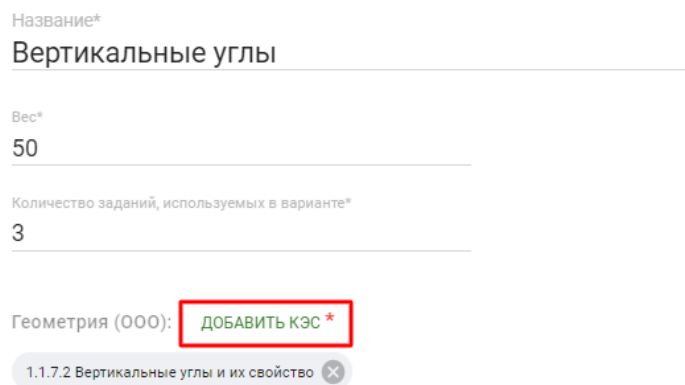 Название*
Вертикальные углы
Вес*
50
Количество заданий, используемых в варианте*
3
Геометрия (ООО): ДОБАВИТЬ КЭС *
1.1.7.2 Вертикальные углы и их свойство